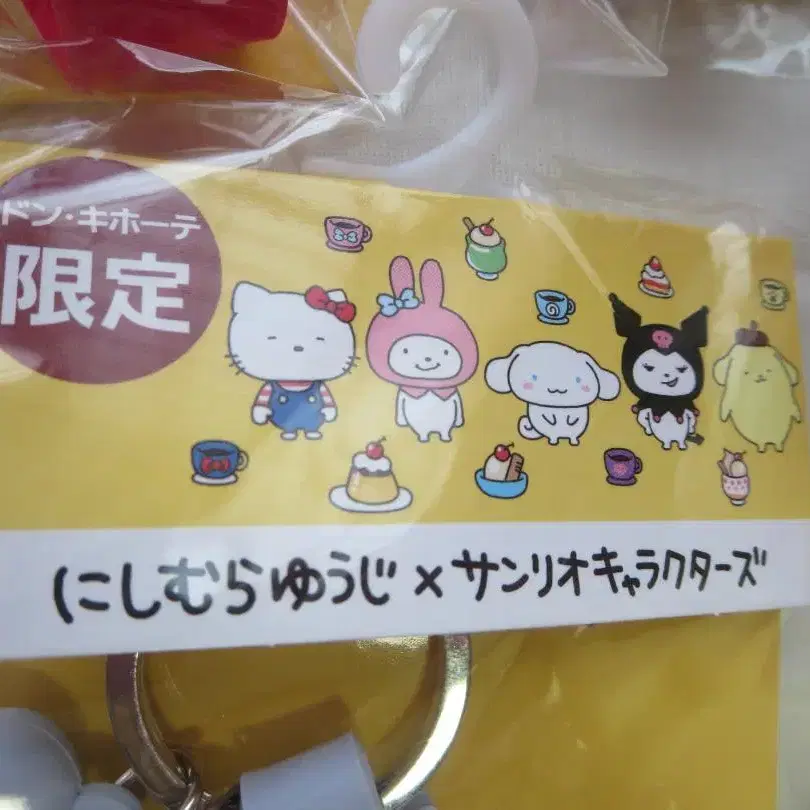 ドン・キホーテ
限定
にしむらゆうじ×サンリオキャラクターズ